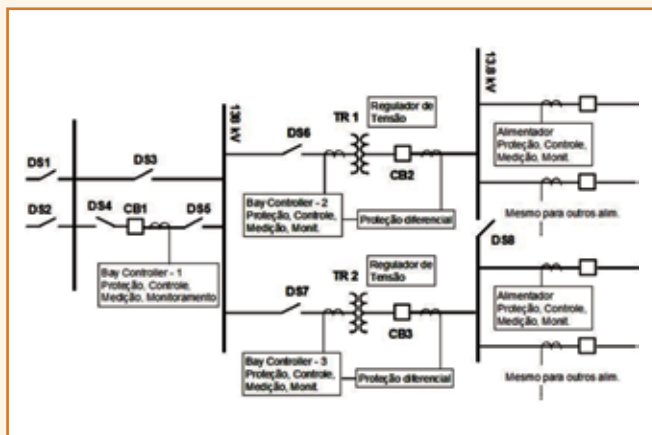 DS1
DS2
DS3
DS4
CB1
DS5
Bay Controller - 1
Proteção, Controle,
Medição, Monitoramento
138 kV
DS6
TR 1
Regulador de
Tensão
CB2
Bay Controller - 2
Proteção, Controle,
Medição, Monit.
Proteção diferencial
DS7
TR 2
Regulador de
Tensão
CB3
Bay Controller - 3
Proteção, Controle,
Medição, Monit.
Proteção diferencial
13.8 kV
Alimentador
Proteção, Controle,
Medição, Monit.
Mesmo para outros alim.
DS8
Alimentador
Proteção, Controle,
Medição, Monit.
Mesmo para outros alim.